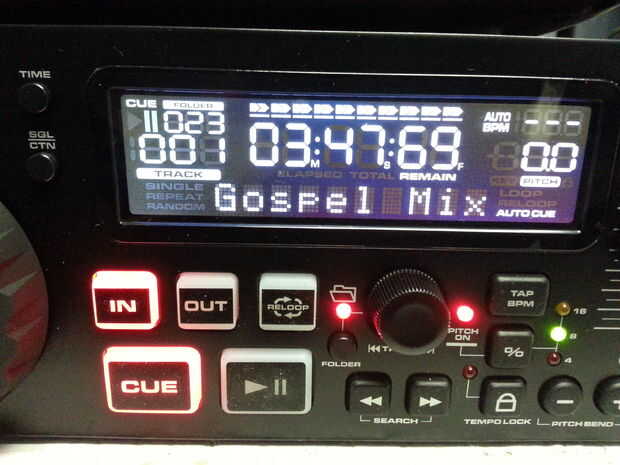 TIME
SGL
CTN
CUE FOLDER
023
001
TRACK
SINGLE
REPEAT
RANDOM
03:47:69
M S F
ELAPSED TOTAL REMAIN
Gospel Mix
AUTO
BPM ---
00
KEY PITCH
LOOP
RELOOP
AUTO CUE
IN
OUT
RELOOP
CUE
FOLDER
SEARCH
PITCH
ON
TAP
BPM
%
16
8
4
TEMPO LOCK
PITCH BEND